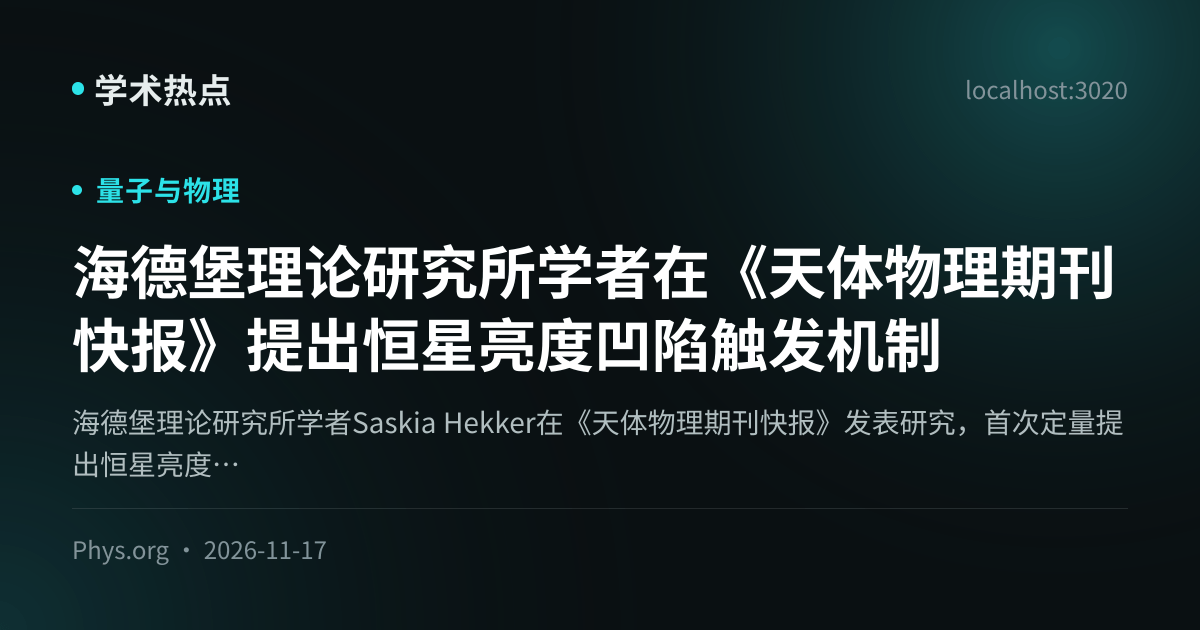 学术热点
localhost:3020
量子与物理
海德堡理论研究所学者在《天体物理期刊
快报》提出恒星亮度凹陷触发机制
海德堡理论研究所学者Saskia Hekker在《天体物理期刊快报》发表研究，首次定量提
出恒星亮度…
Phys.org · 2026-11-17